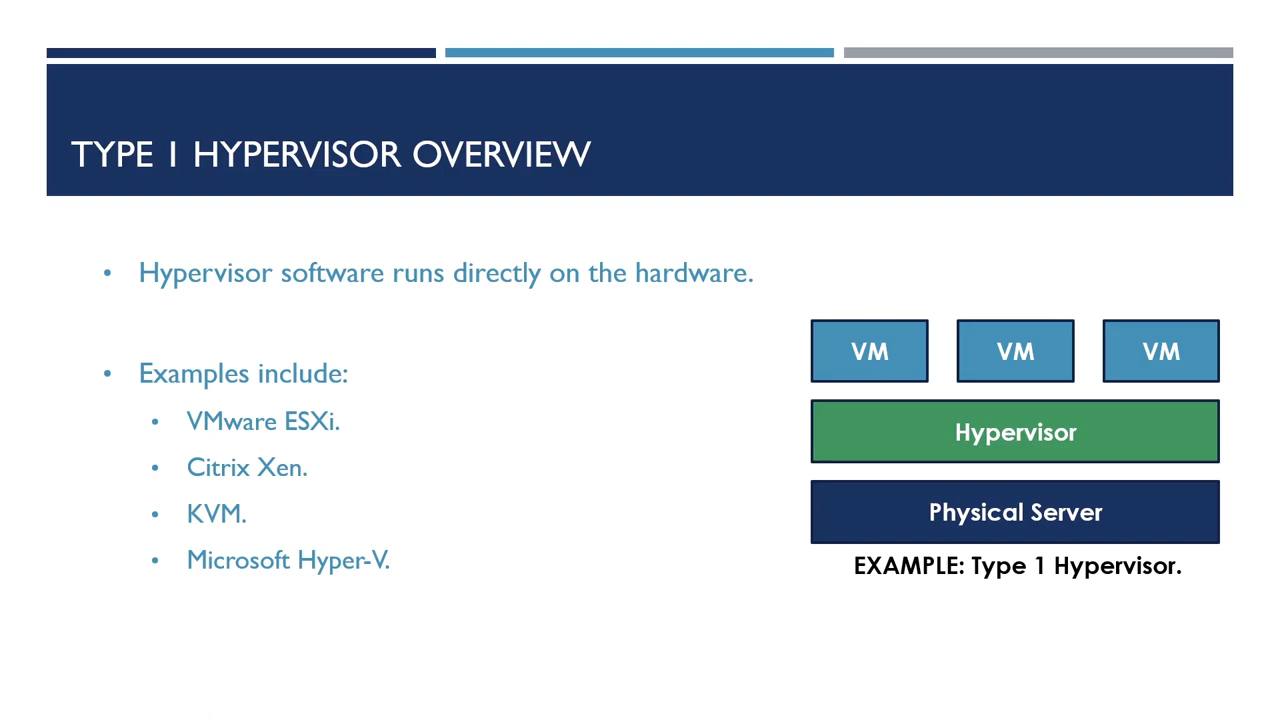 TYPE 1 HYPERVISOR OVERVIEW
• Hypervisor software runs directly on the hardware.
• Examples include:
• VMware ESXi.
• Citrix Xen.
• KVM.
• Microsoft Hyper-V.
VM VM VM
Hypervisor
Physical Server
EXAMPLE: Type 1 Hypervisor.